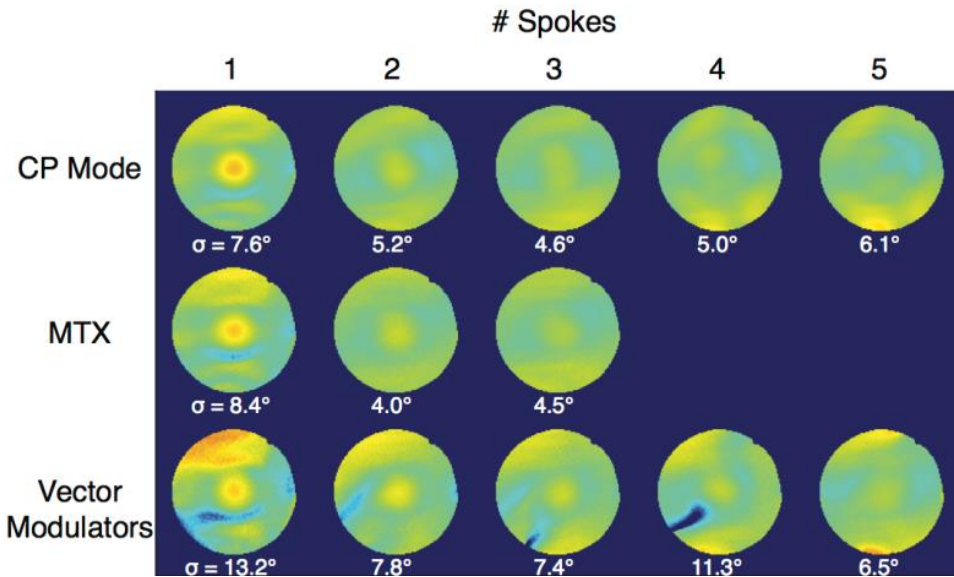 # Spokes
1 2 3 4 5
CP Mode
σ = 7.6° 5.2° 4.6° 5.0° 6.1°
MTX
σ = 8.4° 4.0° 4.5°
Vector
Modulators
σ = 13.2° 7.8° 7.4° 11.3° 6.5°